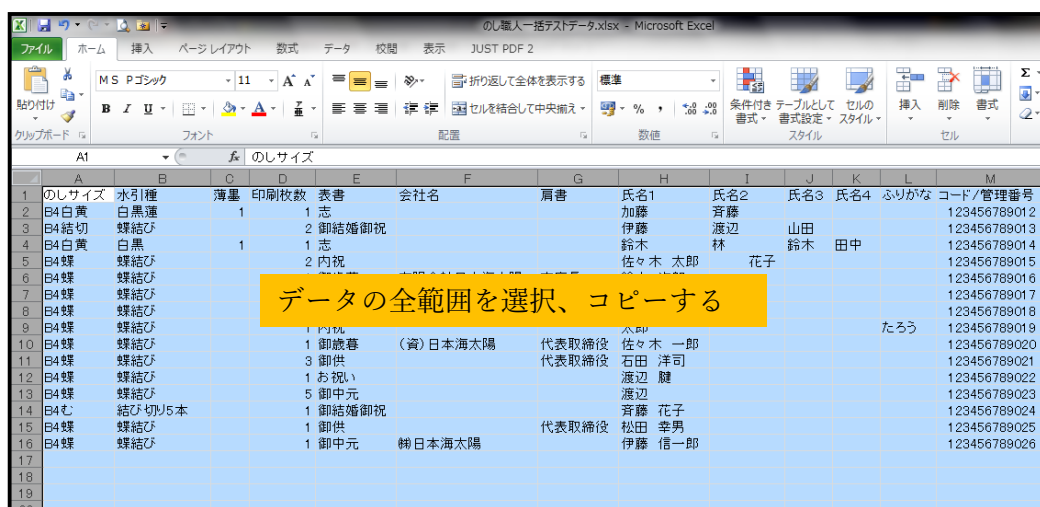 のし職人一括テストデータ.xlsx - Microsoft Excel
ファイル ホーム 挿入 ページ レイアウト 数式 データ 校閲 表示 JUST PDF 2
貼り付け MS Pゴシック 11 折り返して全体を表示する 標準 条件付き書式 テーブルとして書式設定 セルのスタイル 挿入 削除 書式
B I U セルを結合して中央揃え
クリップボード フォント 配置 数値 スタイル セル
A1 fx のしサイズ
A B C D E F G H I J K L M
1 のしサイズ 水引種 薄墨 印刷枚数 表書 会社名 肩書 氏名1 氏名2 氏名3 氏名4 ふりがな コード/管理番号
2 B4白黄 白黒蓮 1 1 志 加藤 斉藤 123456789012
3 B4結切 蝶結び 2 御結婚御祝 伊藤 渡辺 山田 123456789013
4 B4白黄 白黒 1 1 志 鈴木 林 鈴木 田中 123456789014
5 B4蝶 蝶結び 2 内祝 佐々木 太郎 花子 123456789015
6 B4蝶 蝶結び 123456789016
7 B4蝶 蝶結び 123456789017
8 B4蝶 蝶結び 123456789018
データの全範囲を選択、コピーする
9 B4蝶 蝶結び 1 内祝 太郎 たろう 123456789019
10 B4蝶 蝶結び 1 御歳暮 (資)日本海太陽 代表取締役 佐々木 一郎 123456789020
11 B4蝶 蝶結び 3 御供 代表取締役 石田 洋司 123456789021
12 B4蝶 蝶結び 1 お祝い 渡辺 123456789022
13 B4蝶 蝶結び 5 御中元 渡辺 123456789023
14 B4む 結び切り5本 1 御結婚御祝 斉藤 花子 123456789024
15 B4蝶 蝶結び 1 御供 代表取締役 松田 幸男 123456789025
16 B4蝶 蝶結び 1 御中元 ㈱日本海太陽 伊藤 信一郎 123456789026
17
18
19